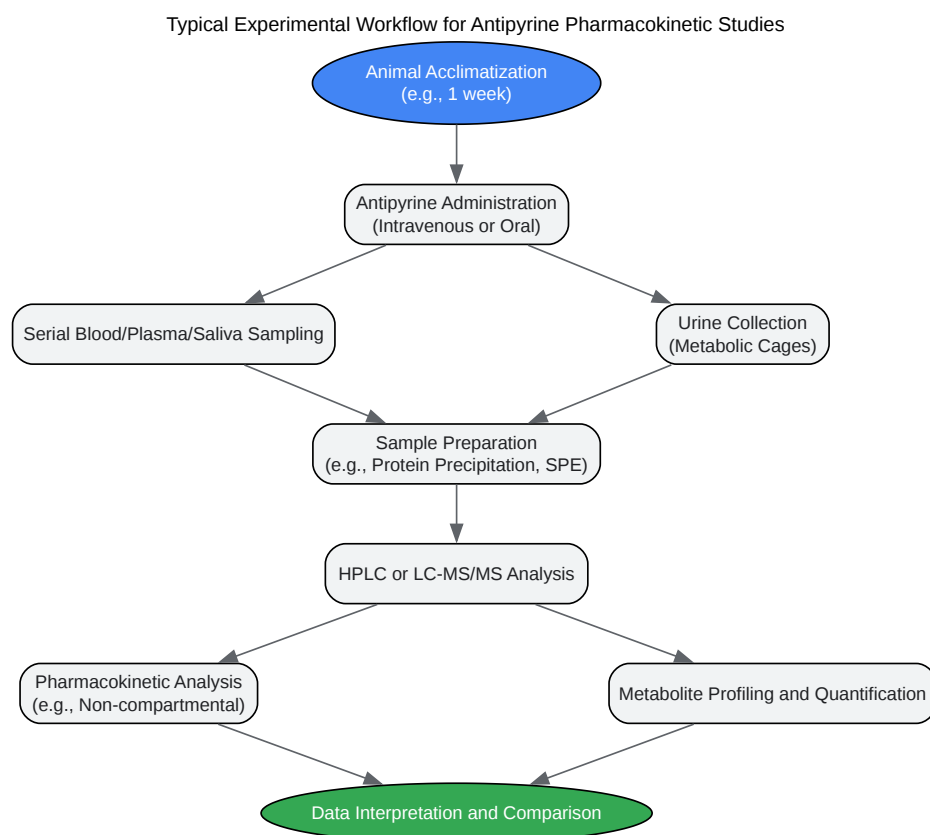 Typical Experimental Workflow for Antipyrine Pharmacokinetic Studies
Animal Acclimatization
(e.g., 1 week)
Antipyrine Administration
(Intravenous or Oral)
Serial Blood/Plasma/Saliva Sampling
Urine Collection
(Metabolic Cages)
Sample Preparation
(e.g., Protein Precipitation, SPE)
HPLC or LC-MS/MS Analysis
Pharmacokinetic Analysis
(e.g., Non-compartmental)
Metabolite Profiling and Quantification
Data Interpretation and Comparison